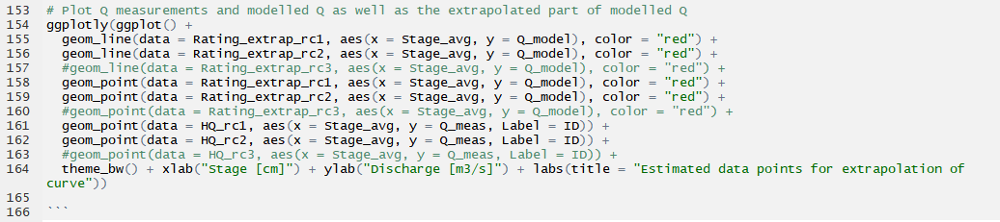 153 # Plot Q measurements and modelled Q as well as the extrapolated part of modelled Q
154 ggplotly(ggplot() +
155   geom_line(data = Rating_extrap_rc1, aes(x = Stage_avg, y = Q_model), color = "red") +
156   geom_line(data = Rating_extrap_rc2, aes(x = Stage_avg, y = Q_model), color = "red") +
157   #geom_line(data = Rating_extrap_rc3, aes(x = Stage_avg, y = Q_model), color = "red") +
158   geom_point(data = Rating_extrap_rc1, aes(x = Stage_avg, y = Q_model), color = "red") +
159   geom_point(data = Rating_extrap_rc2, aes(x = Stage_avg, y = Q_model), color = "red") +
160   #geom_point(data = Rating_extrap_rc3, aes(x = Stage_avg, y = Q_model), color = "red") +
161   geom_point(data = HQ_rc1, aes(x = Stage_avg, y = Q_meas, Label = ID)) +
162   geom_point(data = HQ_rc2, aes(x = Stage_avg, y = Q_meas, Label = ID)) +
163   #geom_point(data = HQ_rc3, aes(x = Stage_avg, y = Q_meas, Label = ID)) +
164   theme_bw() + xlab("Stage [cm]") + ylab("Discharge [m3/s]") + labs(title = "Estimated data points for extrapolation of
curve"))
165
166 ```